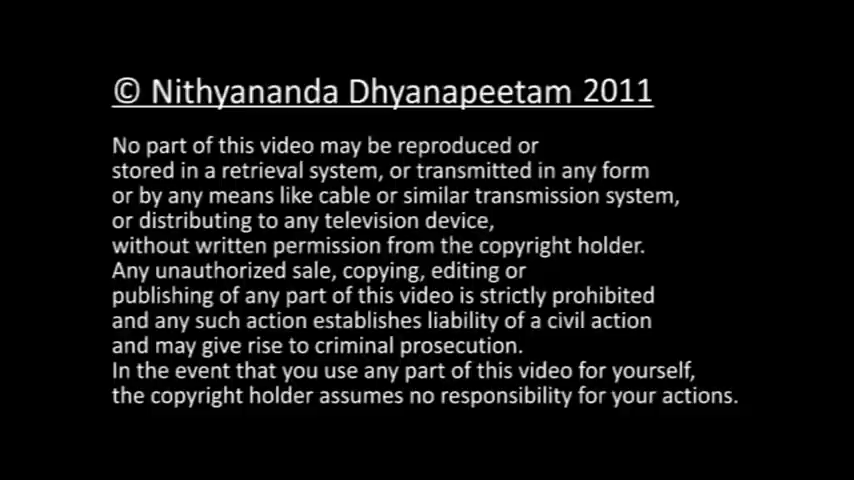 © Nithyananda Dhyanapeetam 2011
No part of this video may be reproduced or
stored in a retrieval system, or transmitted in any form
or by any means like cable or similar transmission system,
or distributing to any television device,
without written permission from the copyright holder.
Any unauthorized sale, copying, editing or
publishing of any part of this video is strictly prohibited
and any such action establishes liability of a civil action
and may give rise to criminal prosecution.
In the event that you use any part of this video for yourself,
the copyright holder assumes no responsibility for your actions.